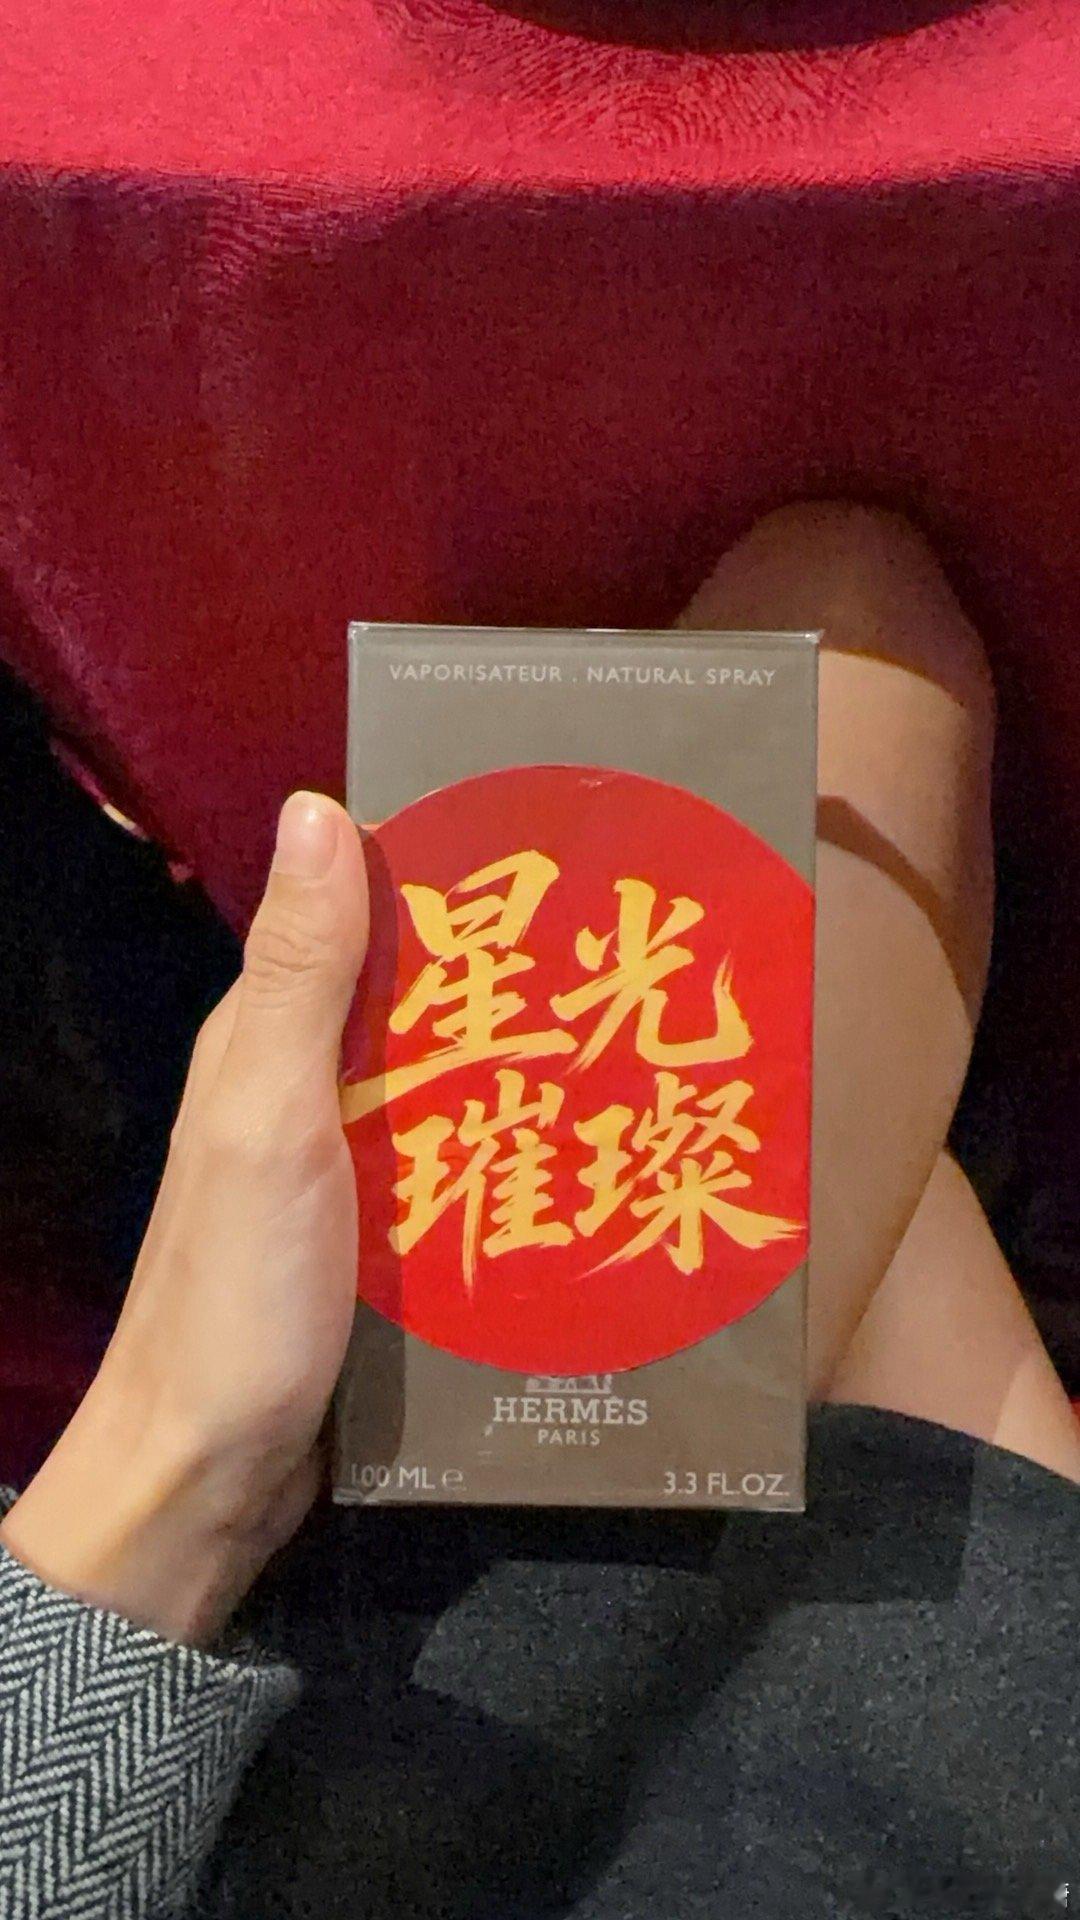 VAPORISATEUR . NATURAL SPRAY
星光
璀璨
HERMÈS
PARIS
100 ML e
3.3 FL.OZ.